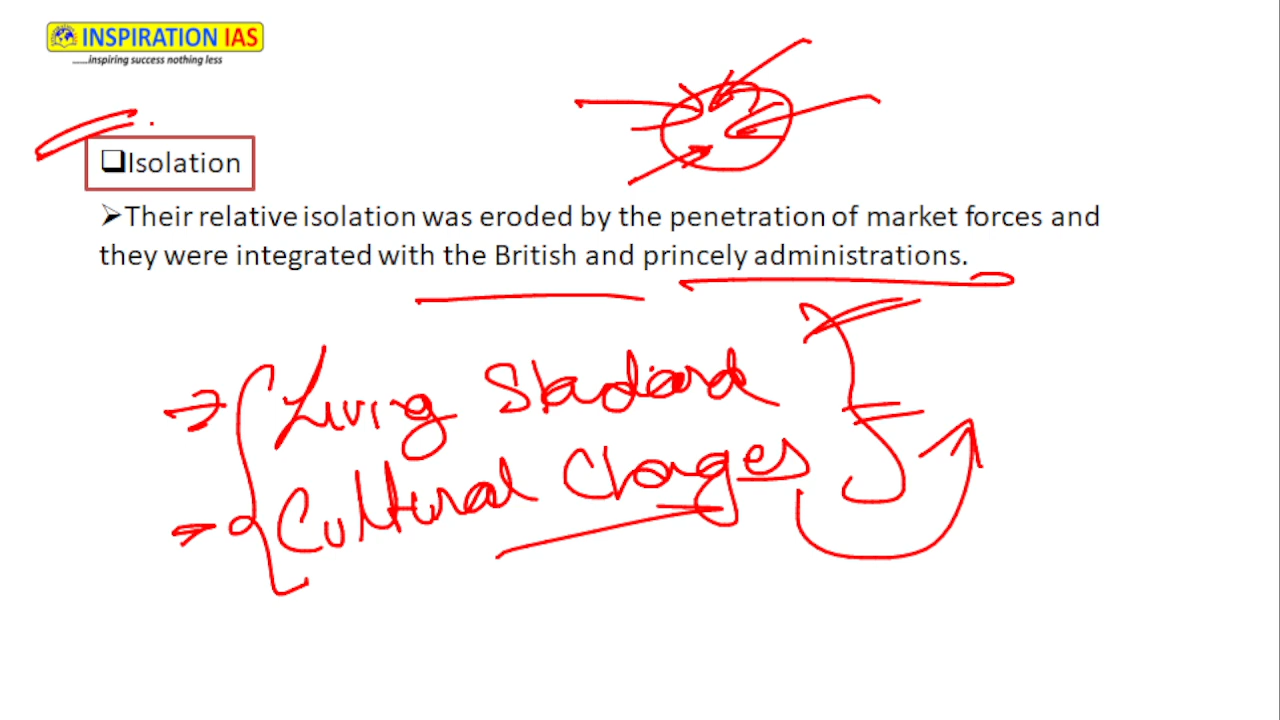 INSPIRATION IAS
......inspiring success nothing less
❑Isolation
➢Their relative isolation was eroded by the penetration of market forces and
they were integrated with the British and princely administrations.
Living Standard
Cultural Changes